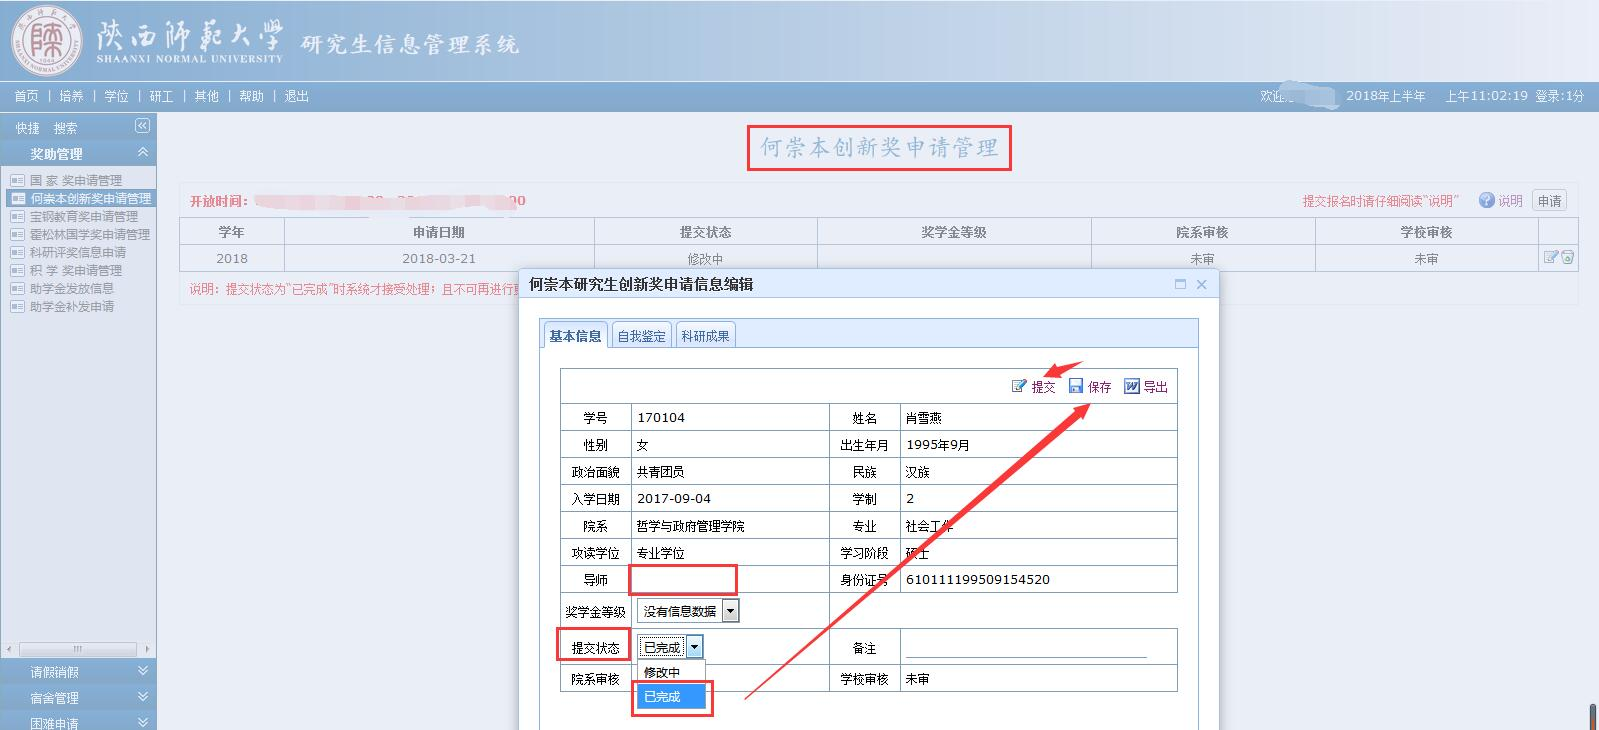 陕西师范大学 研究生信息管理系统
SHAANXI NORMAL UNIVERSITY
首页 | 培养 | 学位 | 研工 | 其他 | 帮助 | 退出
欢迎 2018年上半年 上午11:02:19 登录:1分
快捷 搜索
奖助管理
国 家 奖申请管理
何崇本创新奖申请管理
宝钢教育奖申请管理
霍松林国学奖申请管理
科研评奖信息申请
积 学 奖申请管理
助学金发放信息
助学金补发申请
请假销假
宿舍管理
困难申请
何崇本创新奖申请管理
开放时间: 00
提交报名时请仔细阅读“说明” 说明 申请
学年 申请日期 提交状态 奖学金等级 院系审核 学校审核
2018 2018-03-21 修改中 未审 未审
说明：提交状态为“已完成”时系统才接受处理；且不可再进行
何崇本研究生创新奖申请信息编辑
基本信息 自我鉴定 科研成果
提交 保存 导出
学号 170104 姓名 肖雪燕
性别 女 出生年月 1995年9月
政治面貌 共青团员 民族 汉族
入学日期 2017-09-04 学制 2
院系 哲学与政府管理学院 专业 社会工作
攻读学位 专业学位 学习阶段 硕士
导师 身份证号 610111199509154520
奖学金等级 没有信息数据
提交状态 已完成 备注
修改中
已完成
院系审核 学校审核 未审